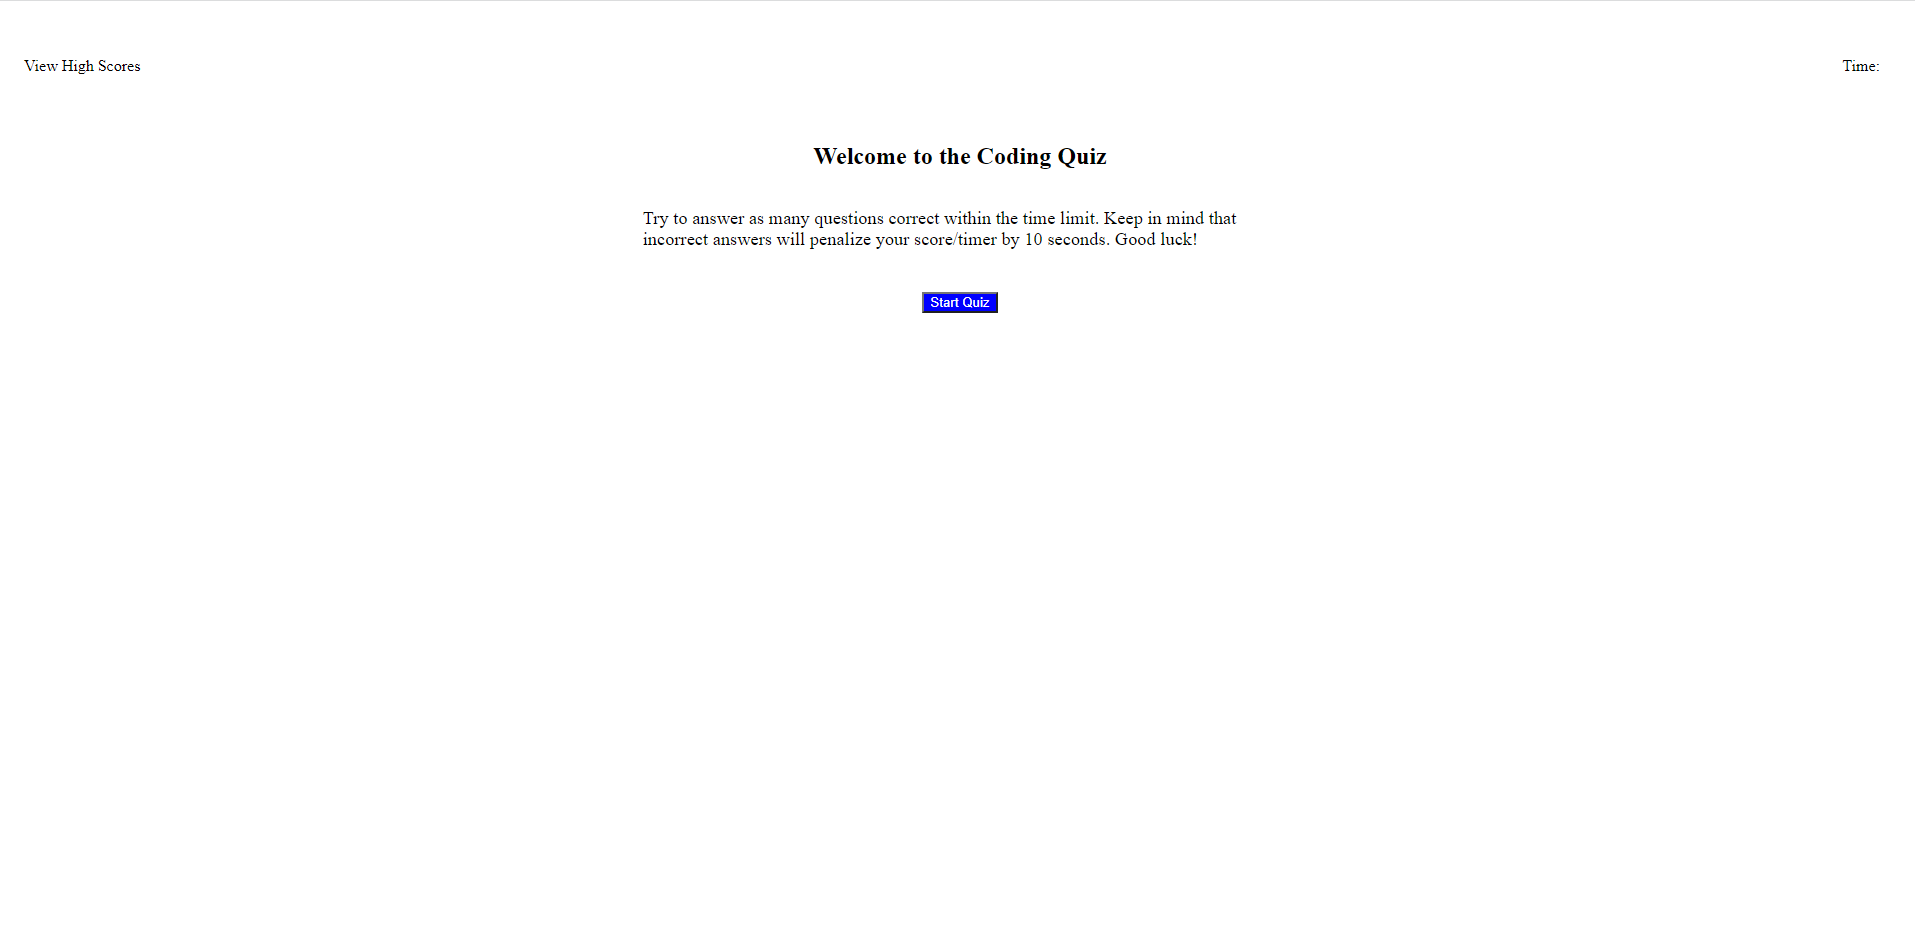 View High Scores
Time:
Welcome to the Coding Quiz
Try to answer as many questions correct within the time limit. Keep in mind that
incorrect answers will penalize your score/timer by 10 seconds. Good luck!
Start Quiz